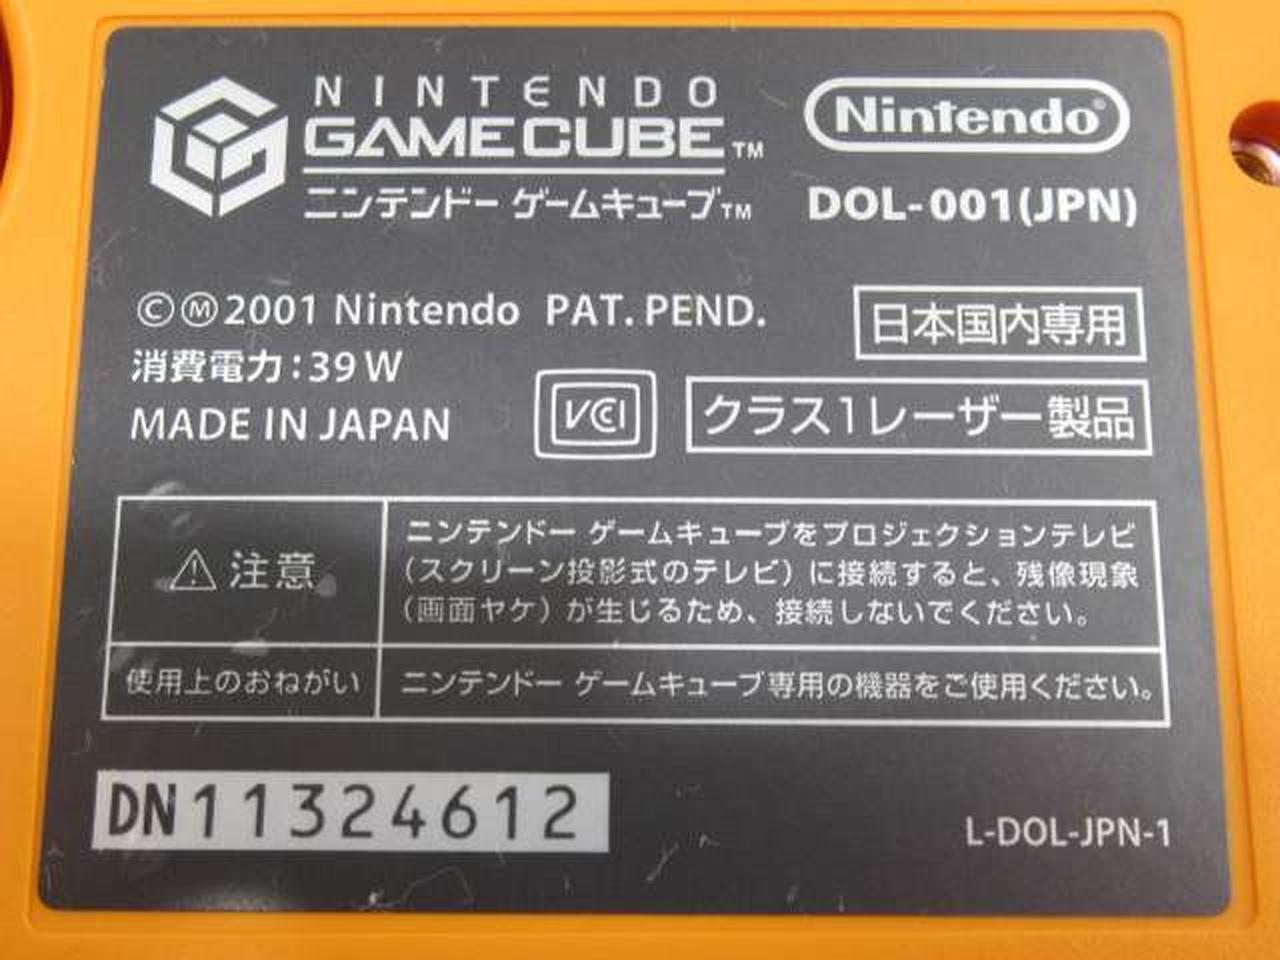 NINTENDO
GAMECUBE™
ニンテンドー ゲームキューブ™
Nintendo®
DOL-001(JPN)
©Ⓜ2001 Nintendo PAT. PEND.
日本国内専用
消費電力:39W
MADE IN JAPAN
VCI
クラス1レーザー製品
⚠注意
ニンテンドー ゲームキューブをプロジェクションテレビ
(スクリーン投影式のテレビ)に接続すると、残像現象
(画面ヤケ)が生じるため、接続しないでください。
使用上のおねがい
ニンテンドー ゲームキューブ専用の機器をご使用ください。
DN11324612
L-DOL-JPN-1